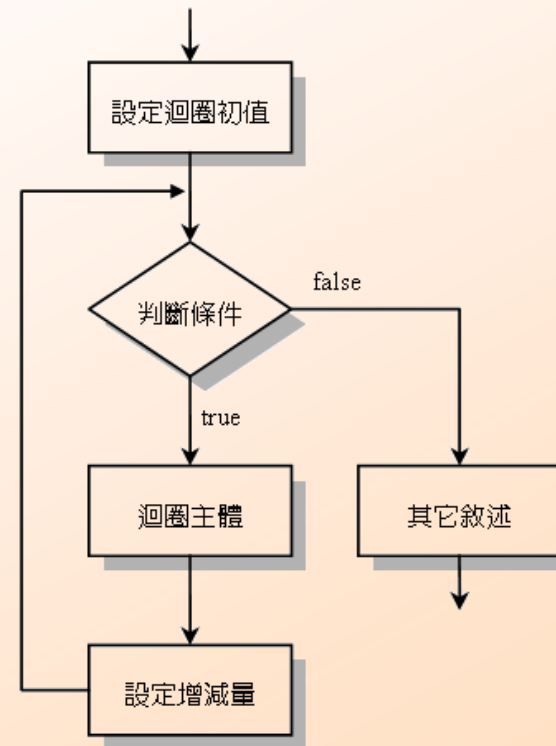 設定迴圈初值
判斷條件
false
true
迴圈主體
其它敘述
設定增減量